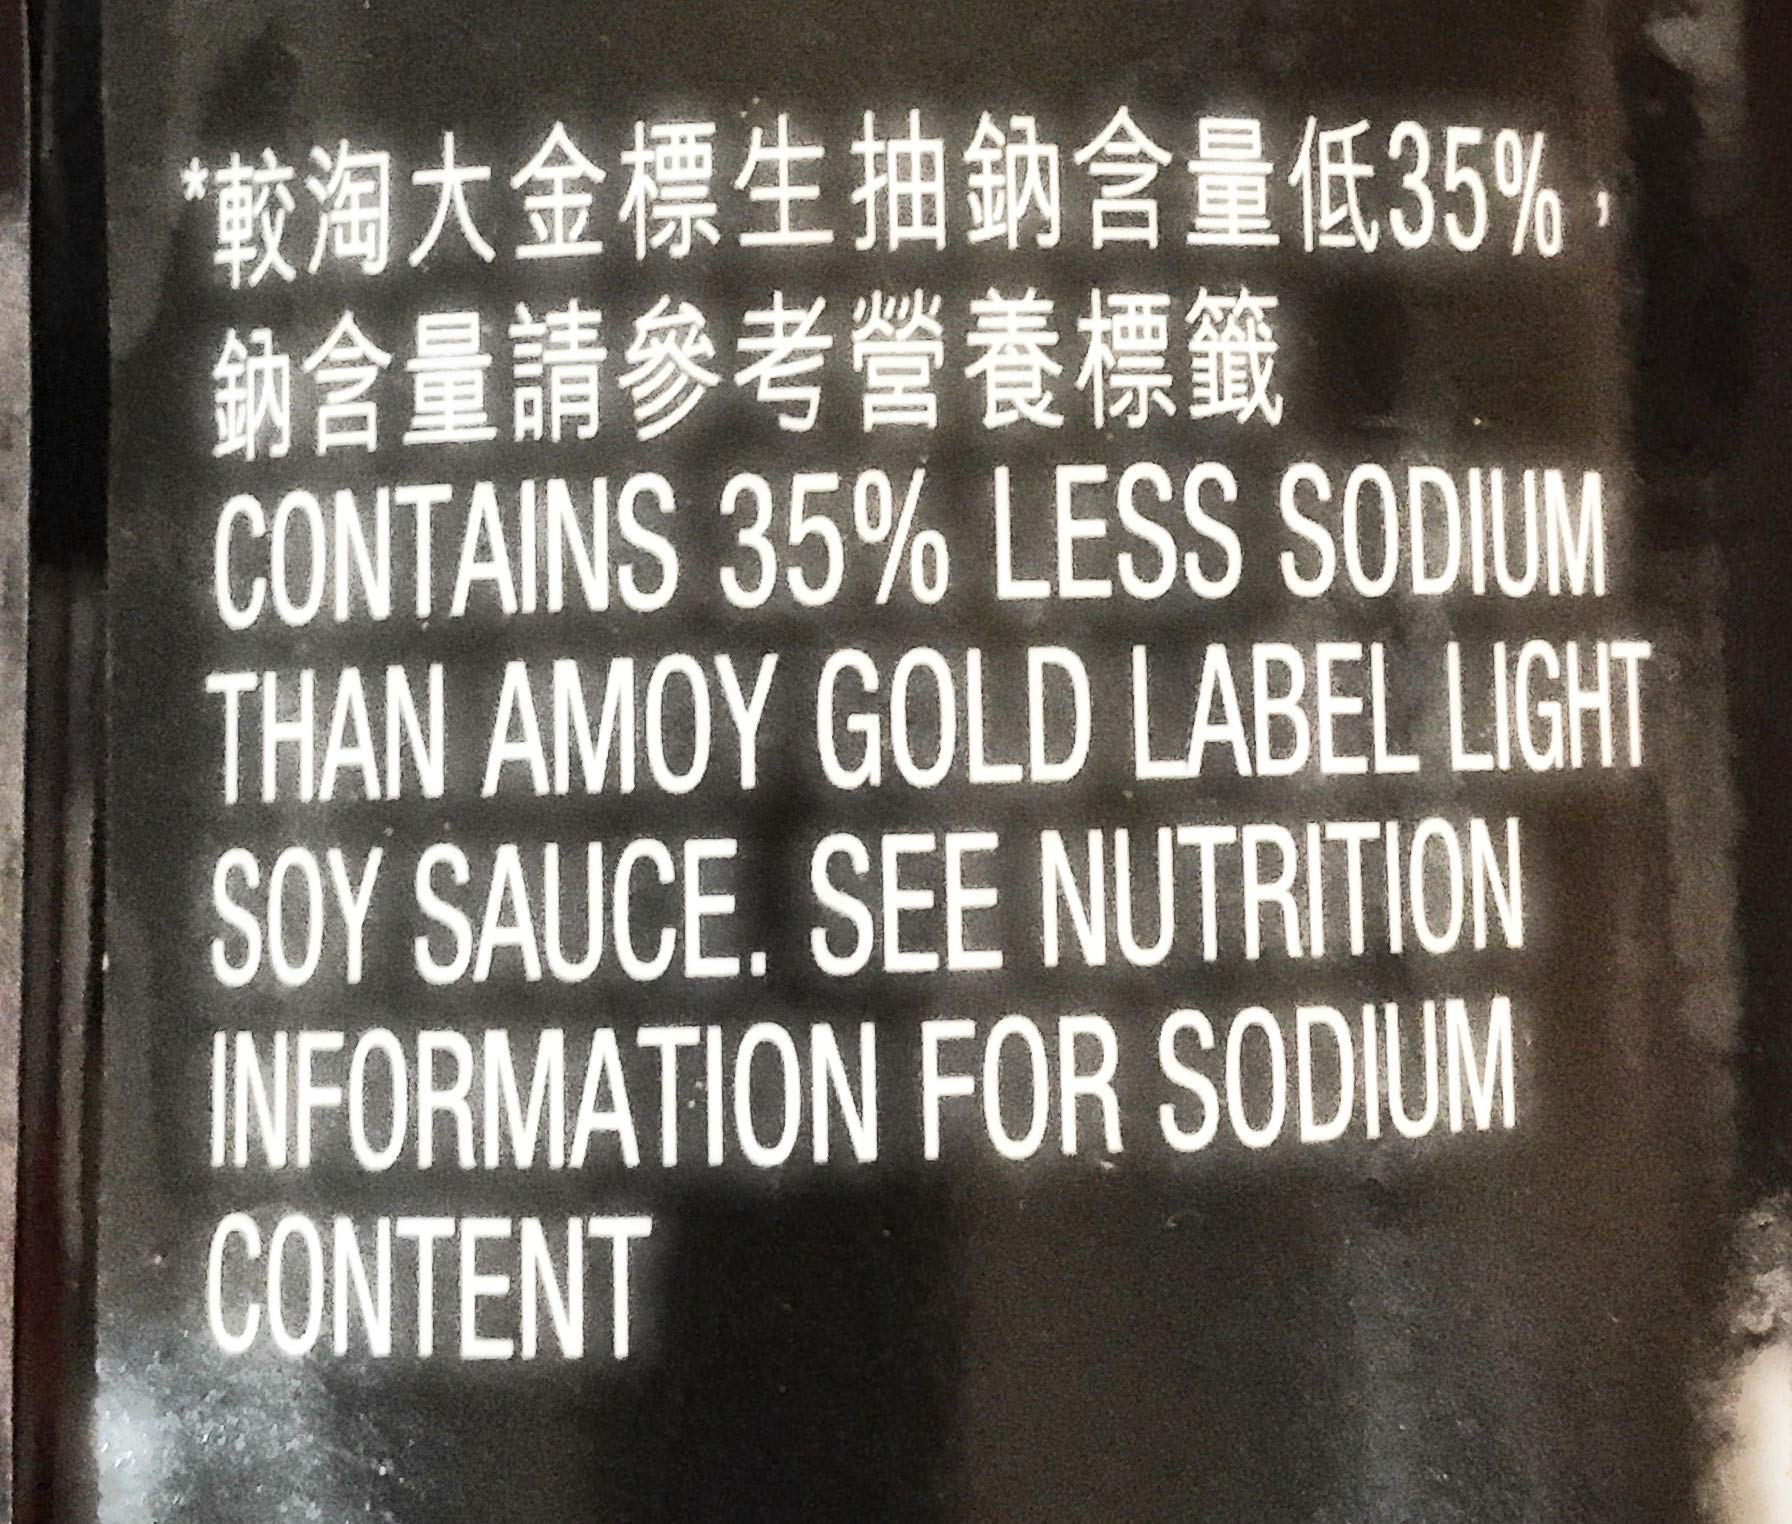 *較淘大金標生抽鈉含量低35%，
鈉含量請參考營養標籤
CONTAINS 35% LESS SODIUM
THAN AMOY GOLD LABEL LIGHT
SOY SAUCE. SEE NUTRITION
INFORMATION FOR SODIUM
CONTENT